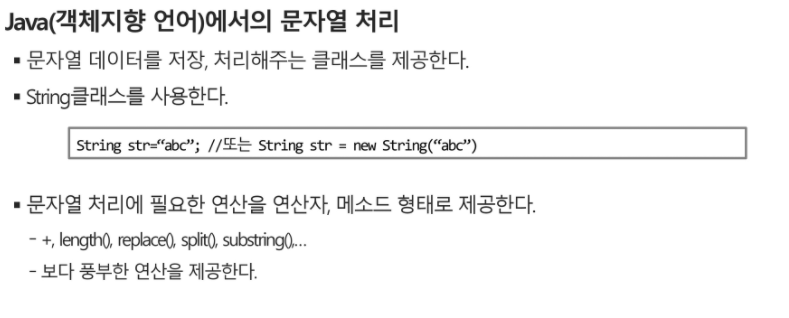 Java(객체지향 언어)에서의 문자열 처리
▪ 문자열 데이터를 저장, 처리해주는 클래스를 제공한다.
▪ String클래스를 사용한다.
String str=“abc”; //또는 String str = new String(“abc”)
▪ 문자열 처리에 필요한 연산을 연산자, 메소드 형태로 제공한다.
- +, length(), replace(), split(), substring(),...
- 보다 풍부한 연산을 제공한다.